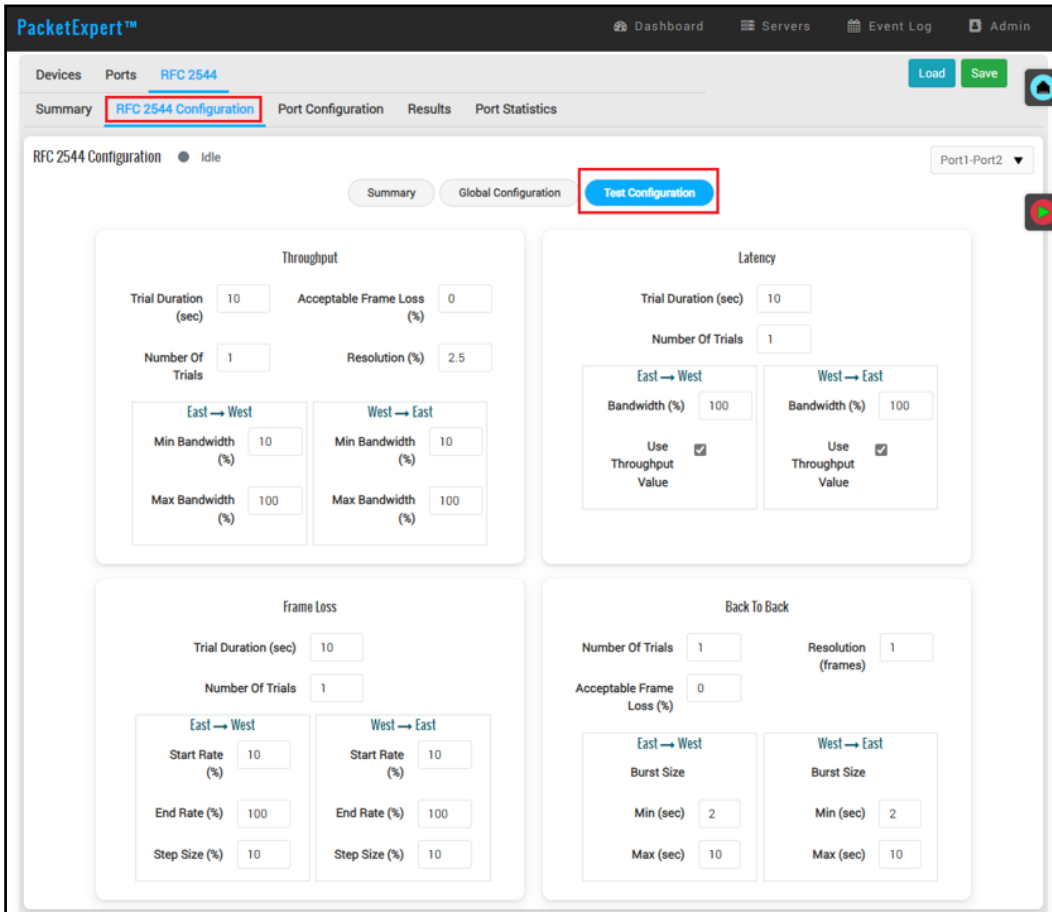 PacketExpert™
Dashboard
Servers
Event Log
Admin
Devices
Ports
RFC 2544
Load
Save
Summary
RFC 2544 Configuration
Port Configuration
Results
Port Statistics
RFC 2544 Configuration
Idle
Port1-Port2
Summary
Global Configuration
Test Configuration
Throughput
Trial Duration
(sec)
10
Acceptable Frame Loss
(%)
0
Number Of
Trials
1
Resolution (%)
2.5
East → West
Min Bandwidth
(%)
10
Max Bandwidth
(%)
100
West → East
Min Bandwidth
(%)
10
Max Bandwidth
(%)
100
Latency
Trial Duration (sec)
10
Number Of Trials
1
East → West
Bandwidth (%)
100
Use
Throughput
Value
West → East
Bandwidth (%)
100
Use
Throughput
Value
Frame Loss
Trial Duration (sec)
10
Number Of Trials
1
East → West
Start Rate
(%)
10
End Rate (%)
100
Step Size (%)
10
West → East
Start Rate
(%)
10
End Rate (%)
100
Step Size (%)
10
Back To Back
Number Of Trials
1
Resolution
(frames)
1
Acceptable Frame
Loss (%)
0
East → West
Burst Size
Min (sec)
2
Max (sec)
10
West → East
Burst Size
Min (sec)
2
Max (sec)
10